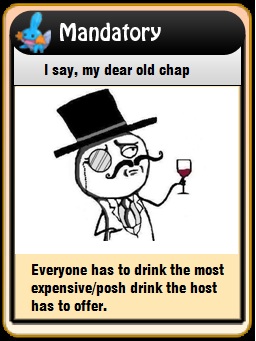 Mandatory
I say, my dear old chap
Everyone has to drink the most
expensive/posh drink the host
has to offer.